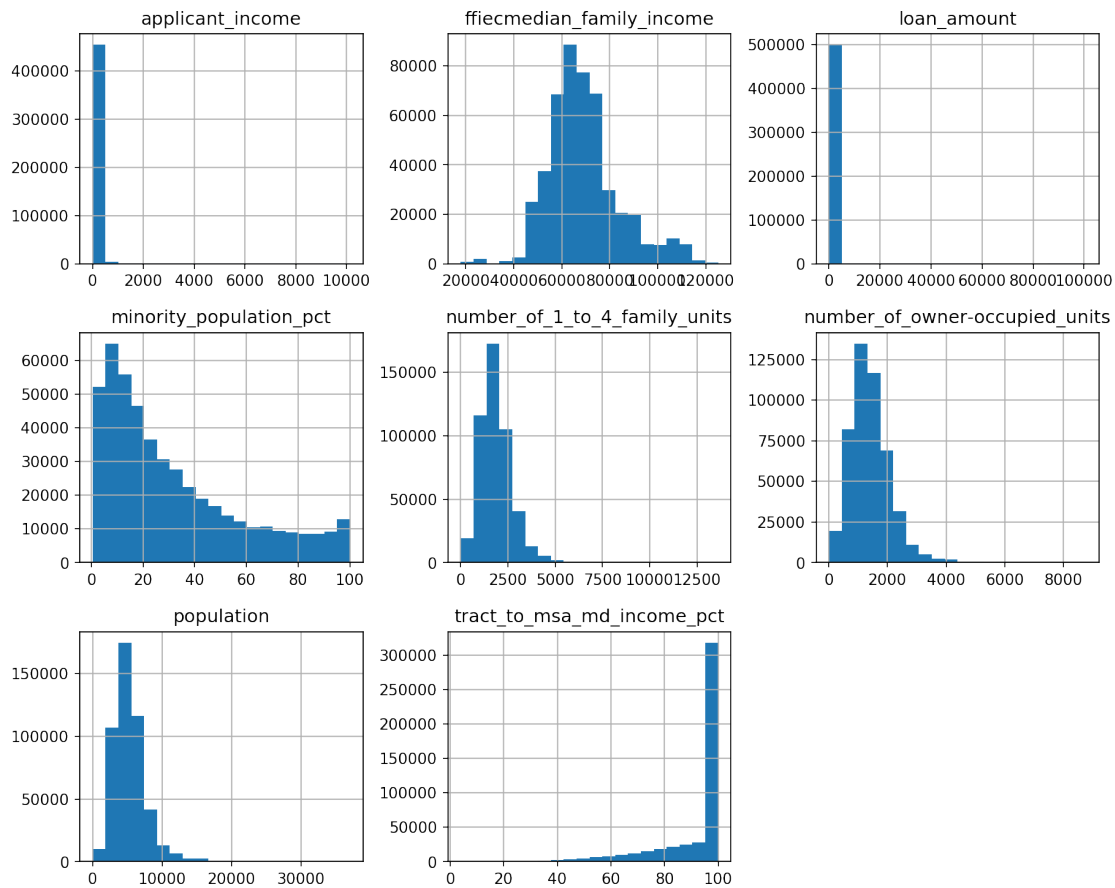 applicant_income
400000
300000
200000
100000
0
0 2000 4000 6000 8000 10000
ffiecmedian_family_income
80000
60000
40000
20000
0
20000 40000 60000 80000 100000 120000
loan_amount
500000
400000
300000
200000
100000
0
0 20000 40000 60000 80000 100000
minority_population_pct
60000
50000
40000
30000
20000
10000
0
0 20 40 60 80 100
number_of_1_to_4_family_units
150000
100000
50000
0
0 2500 5000 7500 10000 12500
number_of_owner-occupied_units
125000
100000
75000
50000
25000
0
0 2000 4000 6000 8000
population
150000
100000
50000
0
0 10000 20000 30000
tract_to_msa_md_income_pct
300000
250000
200000
150000
100000
50000
0
0 20 40 60 80 100